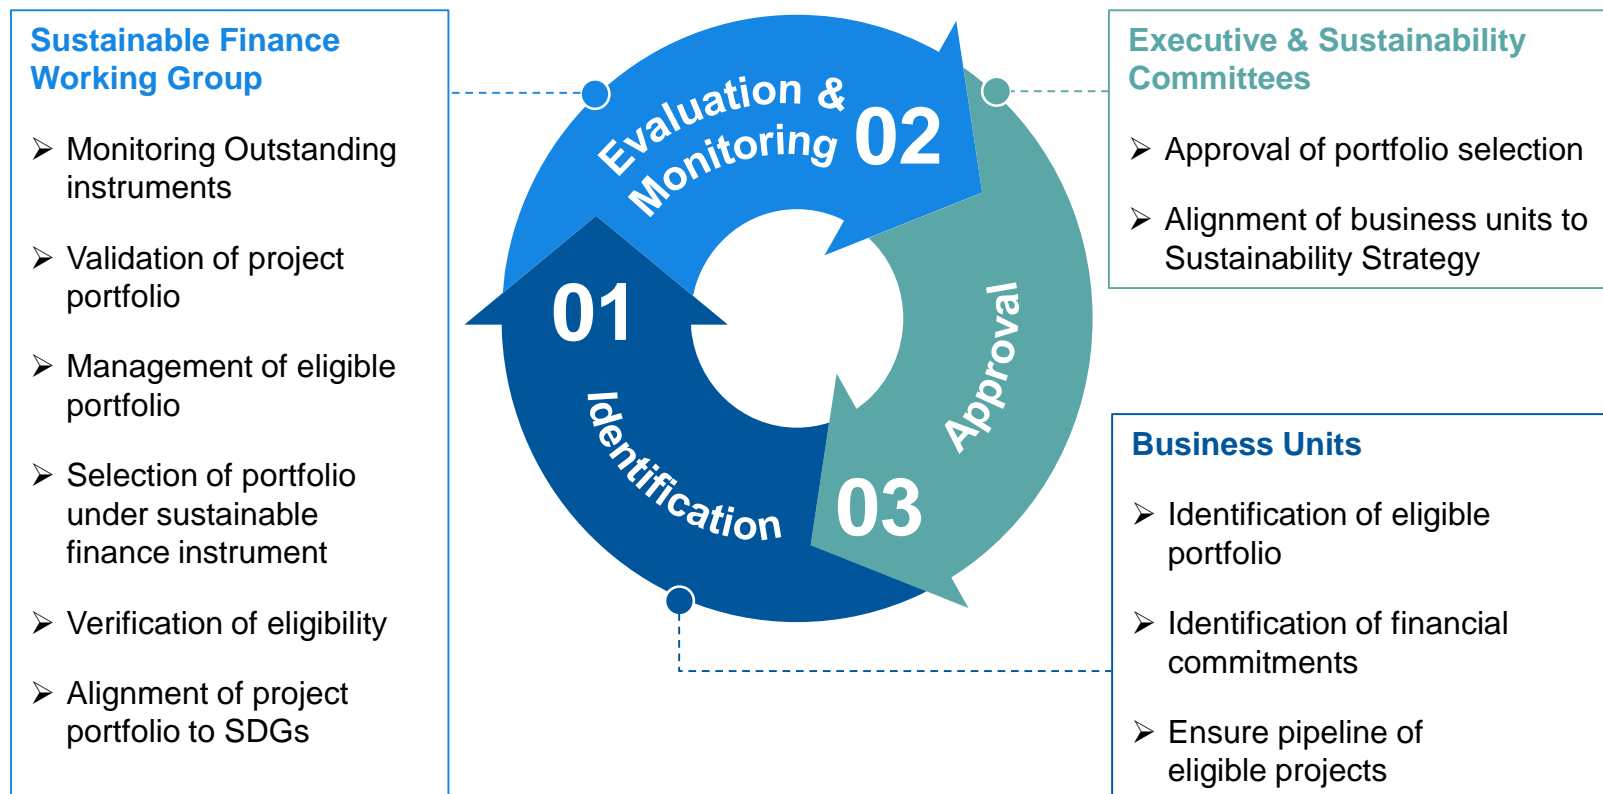 Sustainable Finance
Working Group
➢ Monitoring Outstanding
instruments
➢ Validation of project
portfolio
➢ Management of eligible
portfolio
➢ Selection of portfolio
under sustainable
finance instrument
➢ Verification of eligibility
➢ Alignment of project
portfolio to SDGs
Evaluation &
Monitoring
02
01
Identification
Approval
03
Executive & Sustainability
Committees
➢ Approval of portfolio selection
➢ Alignment of business units to
Sustainability Strategy
Business Units
➢ Identification of eligible
portfolio
➢ Identification of financial
commitments
➢ Ensure pipeline of
eligible projects